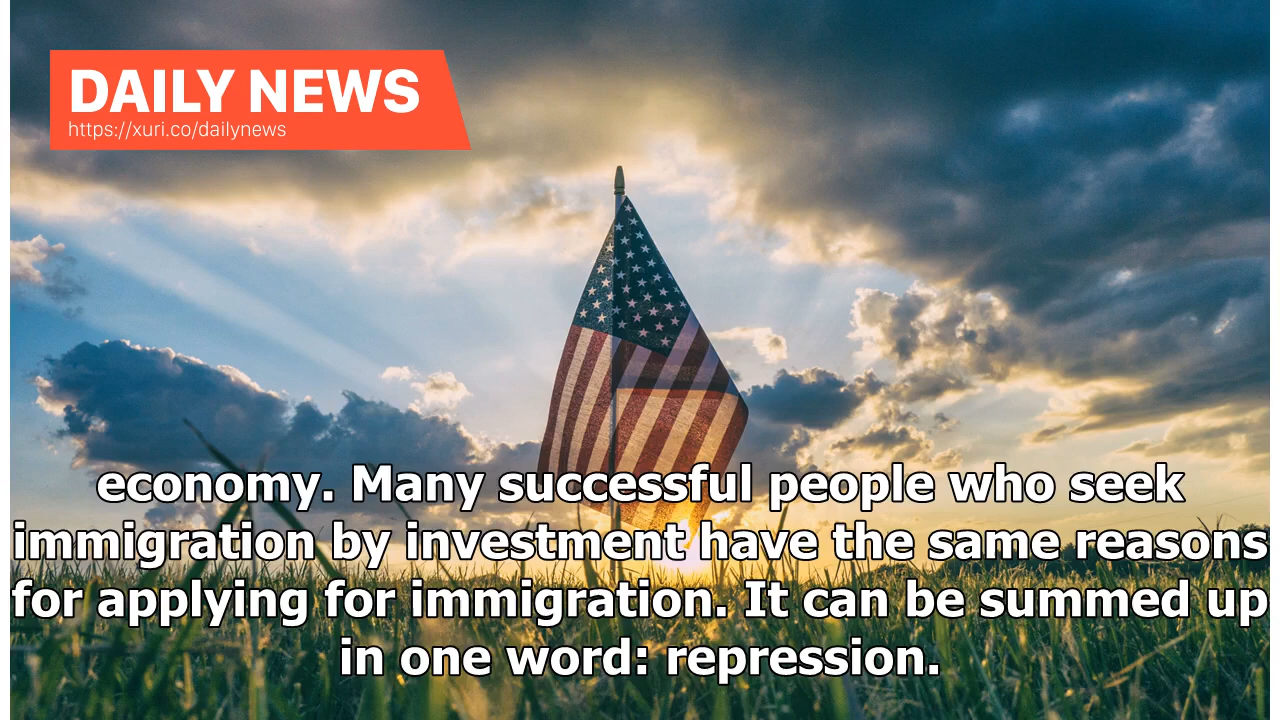 DAILY NEWS
https://xuri.co/dailynews
economy. Many successful people who seek
immigration by investment have the same reasons
for applying for immigration. It can be summed up
in one word: repression.